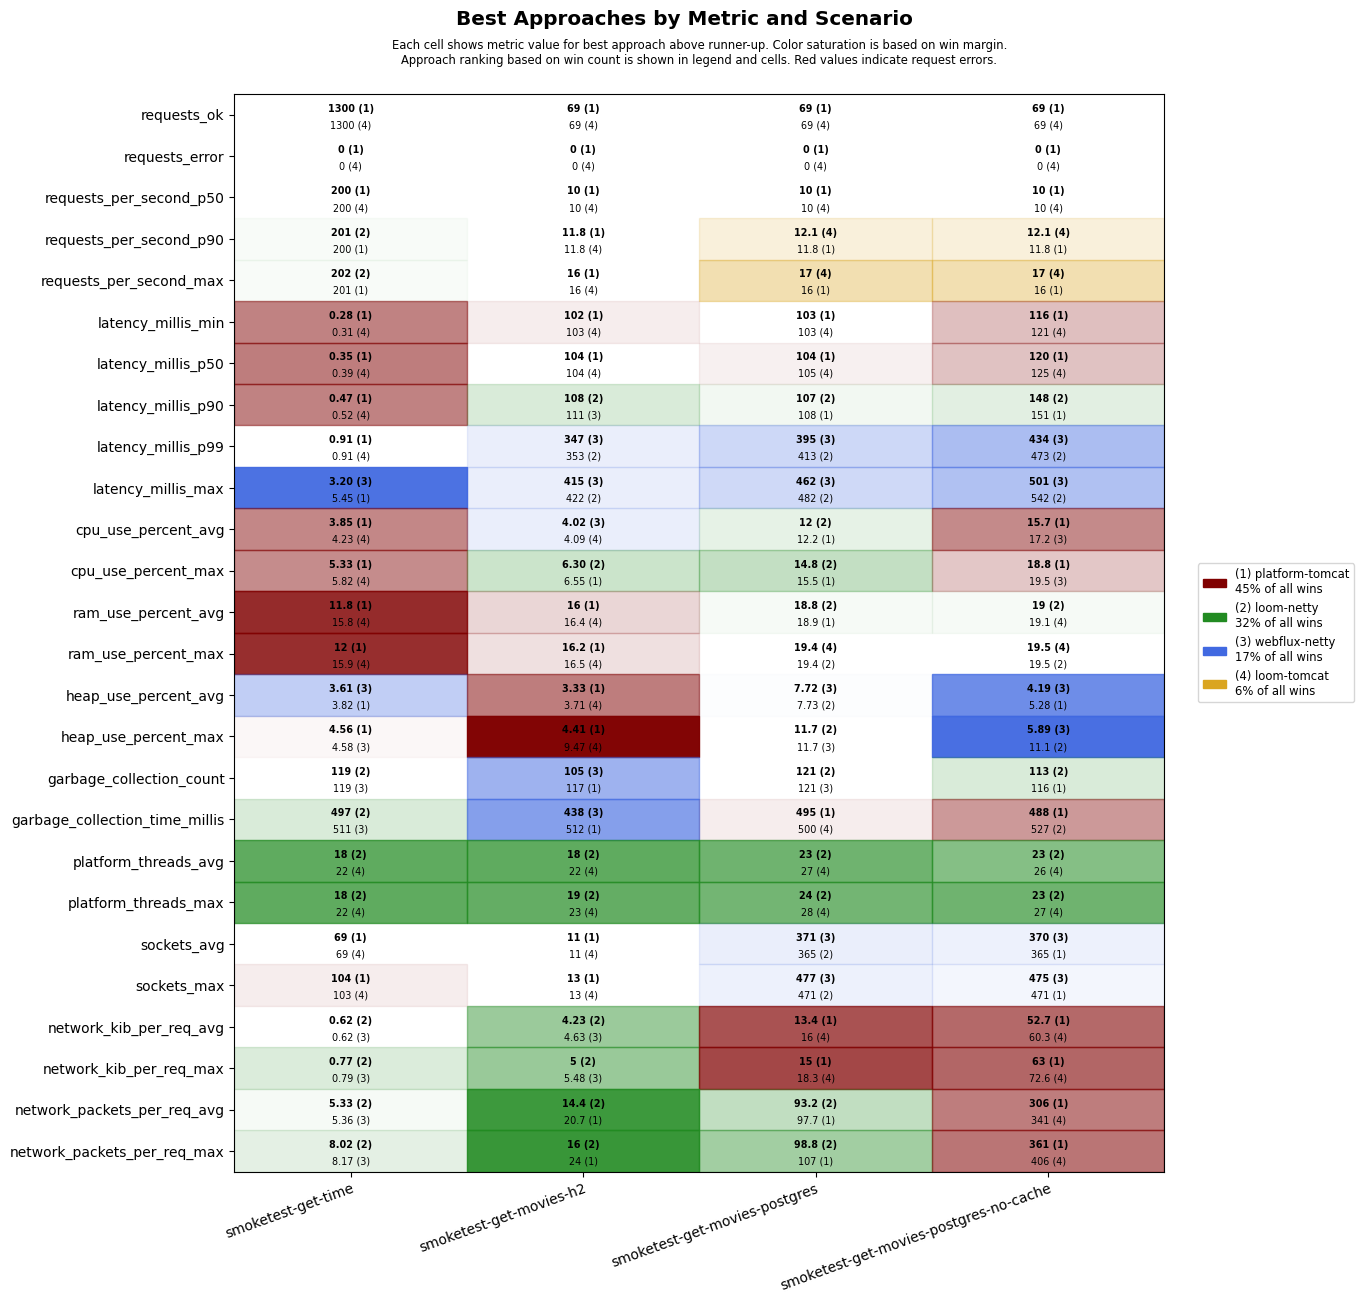 Best Approaches by Metric and Scenario
Each cell shows metric value for best approach above runner-up. Color saturation is based on win margin.
Approach ranking based on win count is shown in legend and cells. Red values indicate request errors.
requests_ok
1300 (1) 69 (1) 69 (1) 69 (1)
1300 (4) 69 (4) 69 (4) 69 (4)
requests_error
0 (1) 0 (1) 0 (1) 0 (1)
0 (4) 0 (4) 0 (4) 0 (4)
requests_per_second_p50
200 (1) 10 (1) 10 (1) 10 (1)
200 (4) 10 (4) 10 (4) 10 (4)
requests_per_second_p90
201 (2) 11.8 (1) 12.1 (4) 12.1 (4)
200 (1) 11.8 (4) 11.8 (1) 11.8 (1)
requests_per_second_max
202 (2) 16 (1) 17 (4) 17 (4)
201 (1) 16 (4) 16 (1) 16 (1)
latency_millis_min
0.28 (1) 102 (1) 103 (1) 116 (1)
0.31 (4) 103 (4) 103 (4) 121 (4)
latency_millis_p50
0.35 (1) 104 (1) 104 (1) 120 (1)
0.39 (4) 104 (4) 105 (4) 125 (4)
latency_millis_p90
0.47 (1) 108 (2) 107 (2) 148 (2)
0.52 (4) 111 (3) 108 (1) 151 (1)
latency_millis_p99
0.91 (1) 347 (3) 395 (3) 434 (3)
0.91 (4) 353 (2) 413 (2) 473 (2)
latency_millis_max
3.20 (3) 415 (3) 462 (3) 501 (3)
5.45 (1) 422 (2) 482 (2) 542 (2)
cpu_use_percent_avg
3.85 (1) 4.02 (3) 12 (2) 15.7 (1)
4.23 (4) 4.09 (4) 12.2 (1) 17.2 (3)
cpu_use_percent_max
5.33 (1) 6.30 (2) 14.8 (2) 18.8 (1)
5.82 (4) 6.55 (1) 15.5 (1) 19.5 (3)
ram_use_percent_avg
11.8 (1) 16 (1) 18.8 (2) 19 (2)
15.8 (4) 16.4 (4) 18.9 (1) 19.1 (4)
ram_use_percent_max
12 (1) 16.2 (1) 19.4 (4) 19.5 (4)
15.9 (4) 16.5 (4) 19.4 (2) 19.5 (2)
heap_use_percent_avg
3.61 (3) 3.33 (1) 7.72 (3) 4.19 (3)
3.82 (1) 3.71 (4) 7.73 (2) 5.28 (1)
heap_use_percent_max
4.56 (1) 4.41 (1) 11.7 (2) 5.89 (3)
4.58 (3) 9.47 (4) 11.7 (3) 11.1 (2)
garbage_collection_count
119 (2) 105 (3) 121 (2) 113 (2)
119 (3) 117 (1) 121 (3) 116 (1)
garbage_collection_time_millis
497 (2) 438 (3) 495 (1) 488 (1)
511 (3) 512 (1) 500 (4) 527 (2)
platform_threads_avg
18 (2) 18 (2) 23 (2) 23 (2)
22 (4) 22 (4) 27 (4) 26 (4)
platform_threads_max
18 (2) 19 (2) 24 (2) 23 (2)
22 (4) 23 (4) 28 (4) 27 (4)
sockets_avg
69 (1) 11 (1) 371 (3) 370 (3)
69 (4) 11 (4) 365 (2) 365 (1)
sockets_max
104 (1) 13 (1) 477 (3) 475 (3)
103 (4) 13 (4) 471 (2) 471 (1)
network_kib_per_req_avg
0.62 (2) 4.23 (2) 13.4 (1) 52.7 (1)
0.62 (3) 4.63 (3) 16 (4) 60.3 (4)
network_kib_per_req_max
0.77 (2) 5 (2) 15 (1) 63 (1)
0.79 (3) 5.48 (3) 18.3 (4) 72.6 (4)
network_packets_per_req_avg
5.33 (2) 14.4 (2) 93.2 (2) 306 (1)
5.36 (3) 20.7 (1) 97.7 (1) 341 (4)
network_packets_per_req_max
8.02 (2) 16 (2) 98.8 (2) 361 (1)
8.17 (3) 24 (1) 107 (1) 406 (4)
smoketest-get-time
smoketest-get-movies-h2
smoketest-get-movies-postgres
smoketest-get-movies-postgres-no-cache
(1) platform-tomcat
45% of all wins
(2) loom-netty
32% of all wins
(3) webflux-netty
17% of all wins
(4) loom-tomcat
6% of all wins